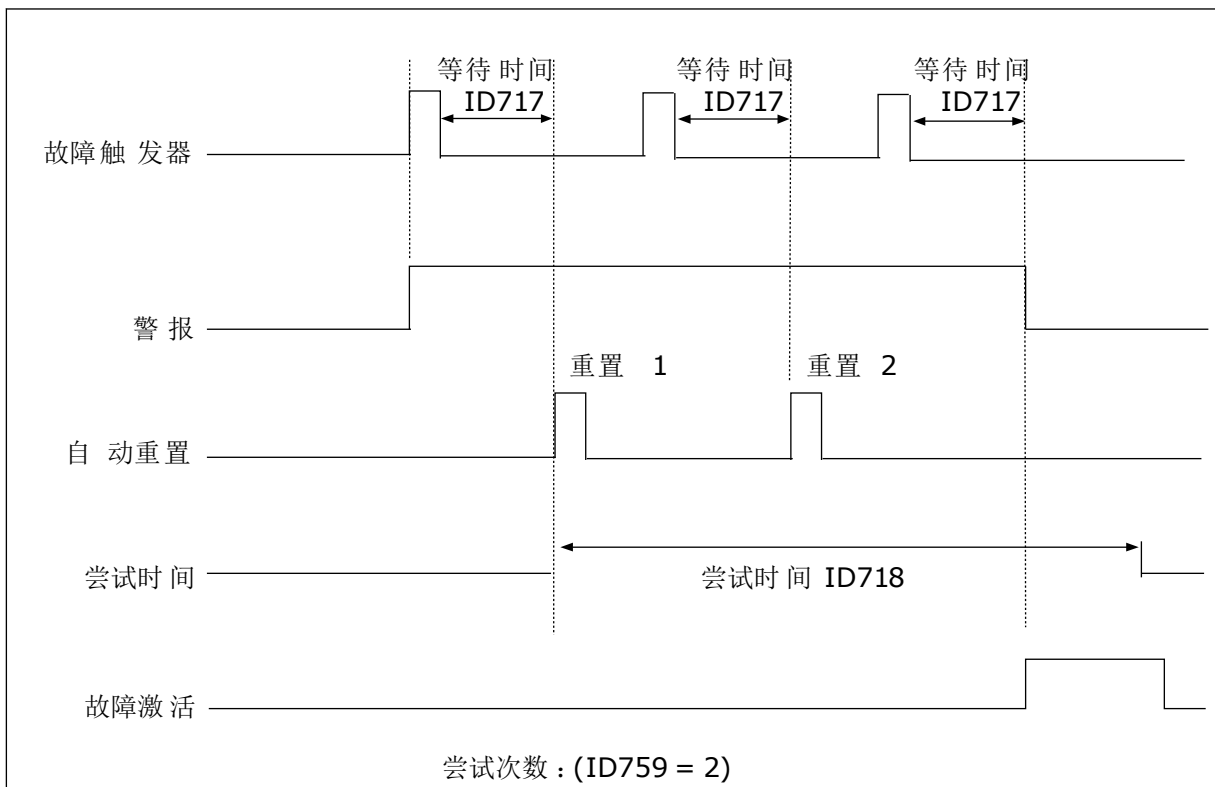 等待时间 等待时间 等待时间
ID717 ID717 ID717
故障触发器
警报
重置 1 重置 2
自动重置
尝试时间 尝试时间 ID718
故障激活
尝试次数：(ID759 = 2)